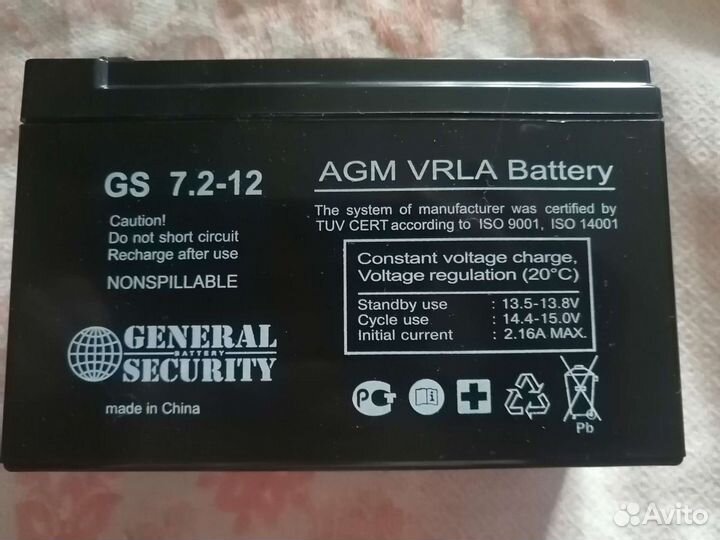 GS 7.2-12
Caution!
Do not short circuit
Recharge after use
NONSPILLABLE
GENERAL
BATTERY
SECURITY
made in China
AGM VRLA Battery
The system of manufacturer was certified by
TUV CERT according to ISO 9001, ISO 14001
Constant voltage charge,
Voltage regulation (20°C)
Standby use : 13.5-13.8V
Cycle use : 14.4-15.0V
Initial current : 2.16A MAX.
РСТ
i
Pb
Avito